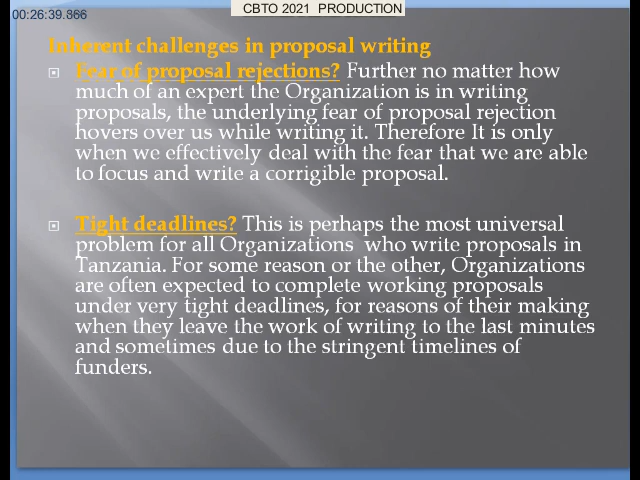 CBTO 2021 PRODUCTION
00:26:39.866
Inherent challenges in proposal writing
Fear of proposal rejections? Further no matter how
much of an expert the Organization is in writing
proposals, the underlying fear of proposal rejection
hovers over us while writing it. Therefore It is only
when we effectively deal with the fear that we are able
to focus and write a corrigible proposal.
Tight deadlines? This is perhaps the most universal
problem for all Organizations who write proposals in
Tanzania. For some reason or the other, Organizations
are often expected to complete working proposals
under very tight deadlines, for reasons of their making
when they leave the work of writing to the last minutes
and sometimes due to the stringent timelines of
funders.